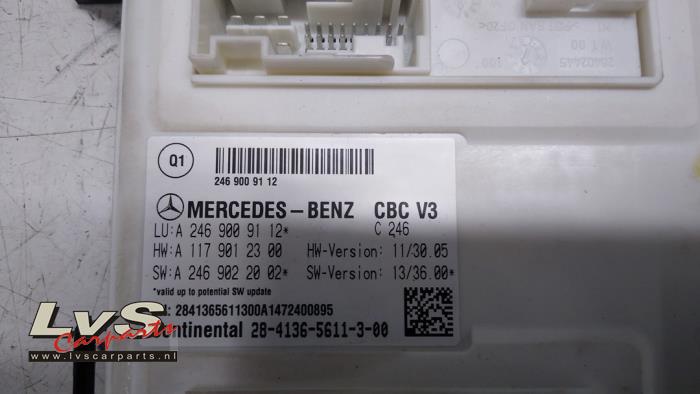 Q1
246 900 91 12
MERCEDES-BENZ CBC V3
LU:A 246 900 91 12* C 246
HW:A 117 901 23 00 HW-Version: 11/30.05
SW:A 246 902 20 02* SW-Version: 13/36.00*
*valid up to potential SW update
: 2841365611300A1472400895
ontinental 28-4136-5611-3-00
LvS
Carparts
www.lvscarparts.nl